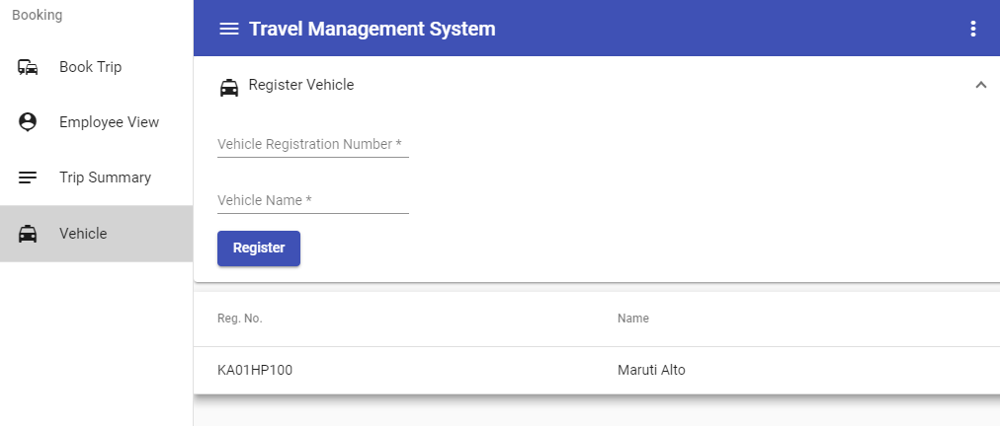 Booking
Book Trip
Employee View
Trip Summary
Vehicle
Travel Management System
Register Vehicle
Vehicle Registration Number *
Vehicle Name *
Register
Reg. No. Name
KA01HP100 Maruti Alto